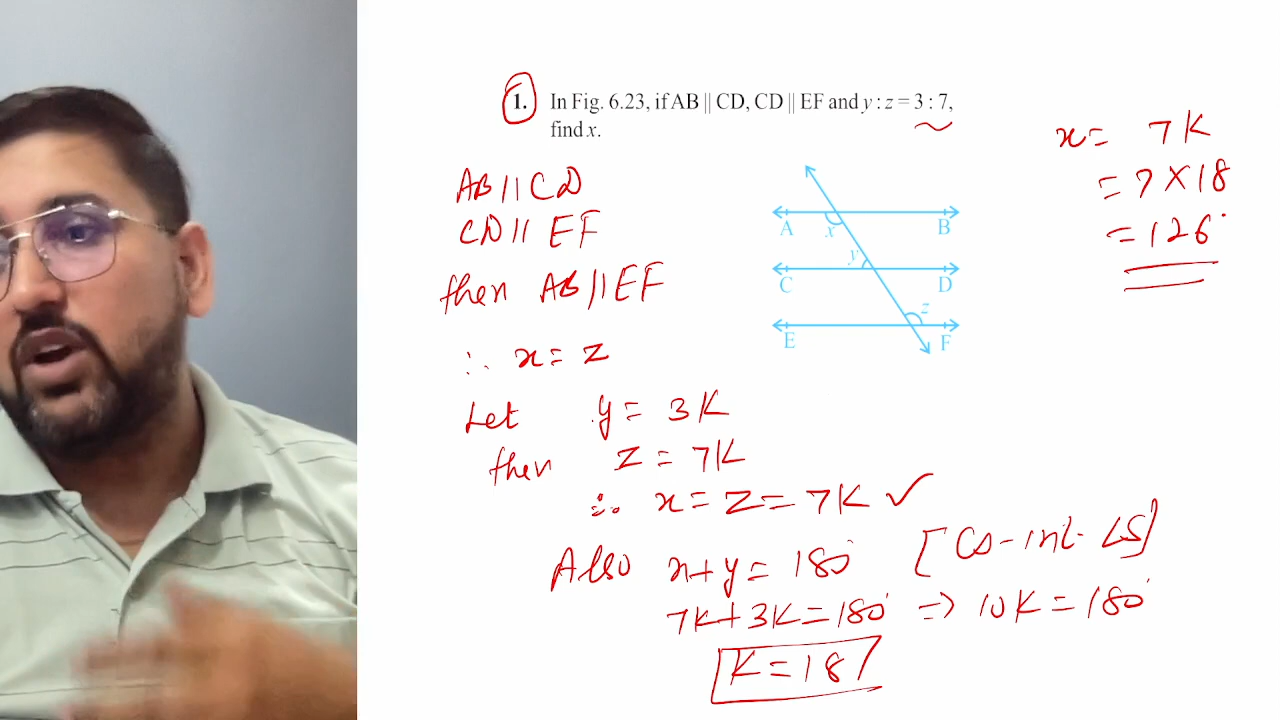 1. In Fig. 6.23, if AB || CD, CD || EF and y : z = 3 : 7,
find x.
AB || CD
CD || EF
then AB || EF
∴ x = z
Let y = 3K
then z = 7K
∴ x = z = 7K ✓
Also x + y = 180° [Co-int. ∠S]
7K + 3K = 180° => 10K = 180°
K = 18
x = 7K
= 7 × 18
= 126°
A x B
y
C D
z
E F